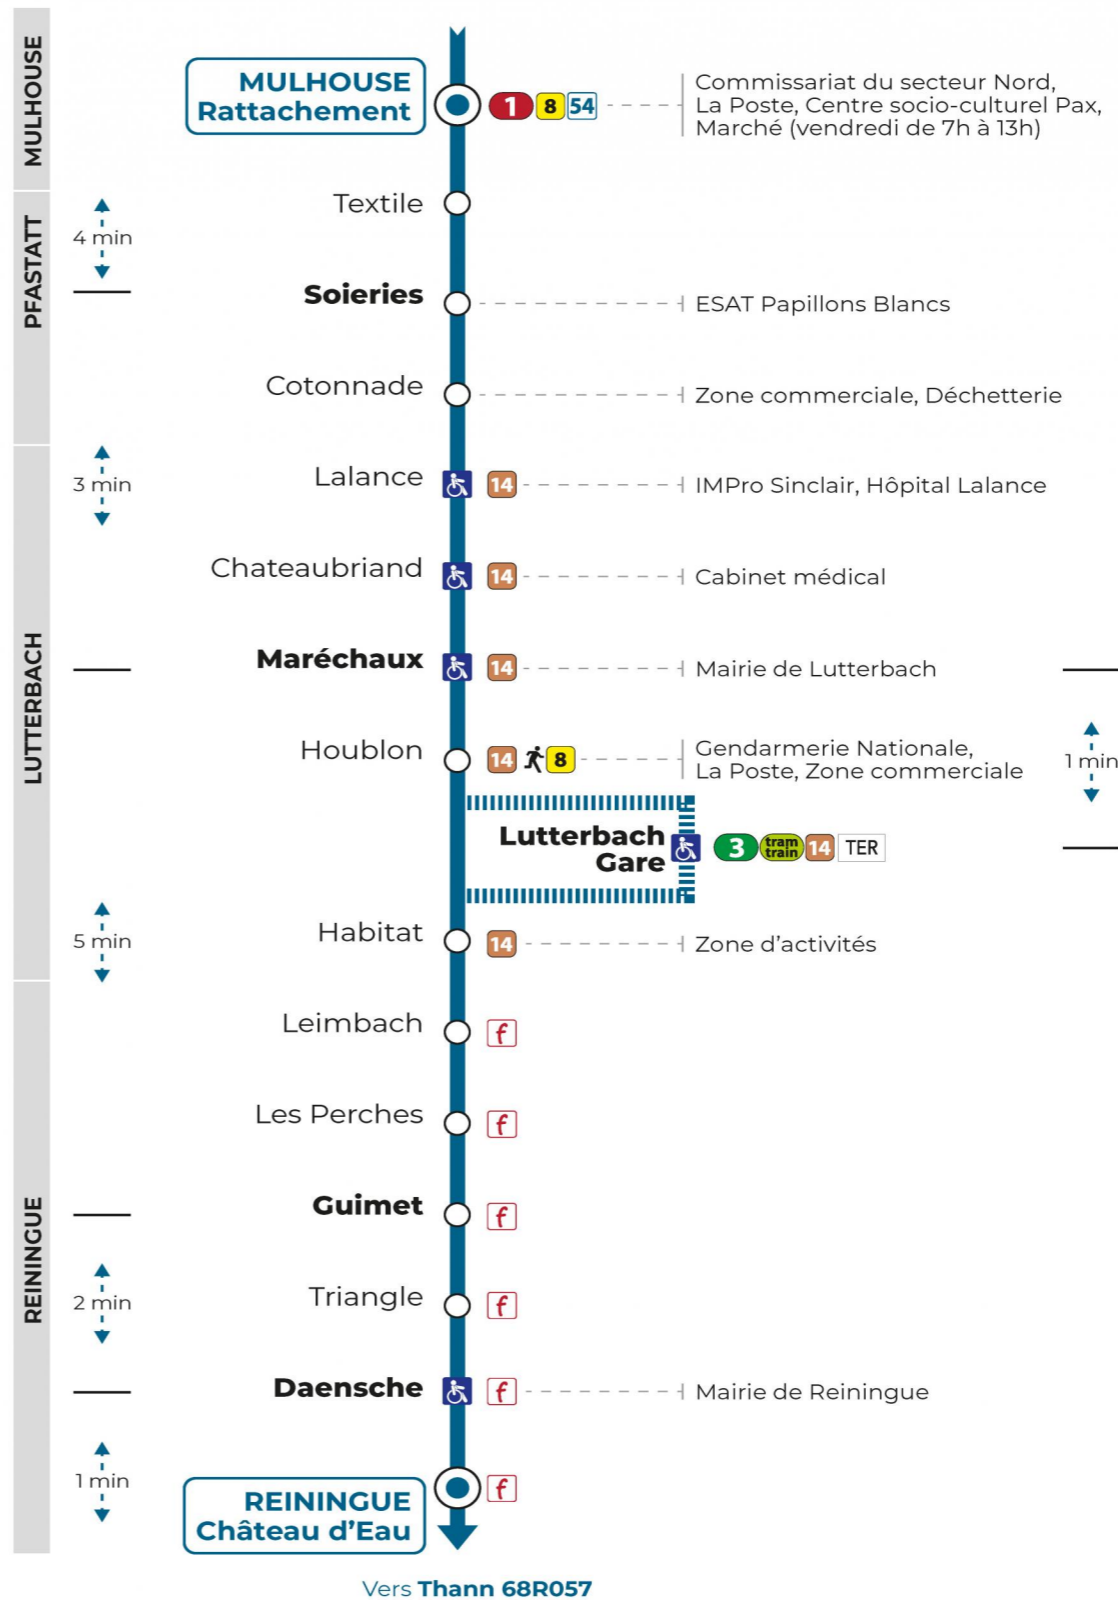 MULHOUSE
MULHOUSE
Rattachement
1 8 54
Commissariat du secteur Nord,
La Poste, Centre socio-culturel Pax,
Marché (vendredi de 7h à 13h)
PFASTATT
Textile
4 min
Soieries
ESAT Papillons Blancs
Cotonnade
Zone commerciale, Déchetterie
LUTTERBACH
3 min
Lalance
14
IMPro Sinclair, Hôpital Lalance
Chateaubriand
14
Cabinet médical
Maréchaux
14
Mairie de Lutterbach
Houblon
14 8
Gendarmerie Nationale,
La Poste, Zone commerciale
1 min
Lutterbach
Gare
3 tram
train 14 TER
5 min
Habitat
14
Zone d'activités
REININGUE
Leimbach
f
Les Perches
f
Guimet
f
2 min
Triangle
f
Daensche
f
Mairie de Reiningue
1 min
REININGUE
Château d'Eau
f
Vers Thann 68R057